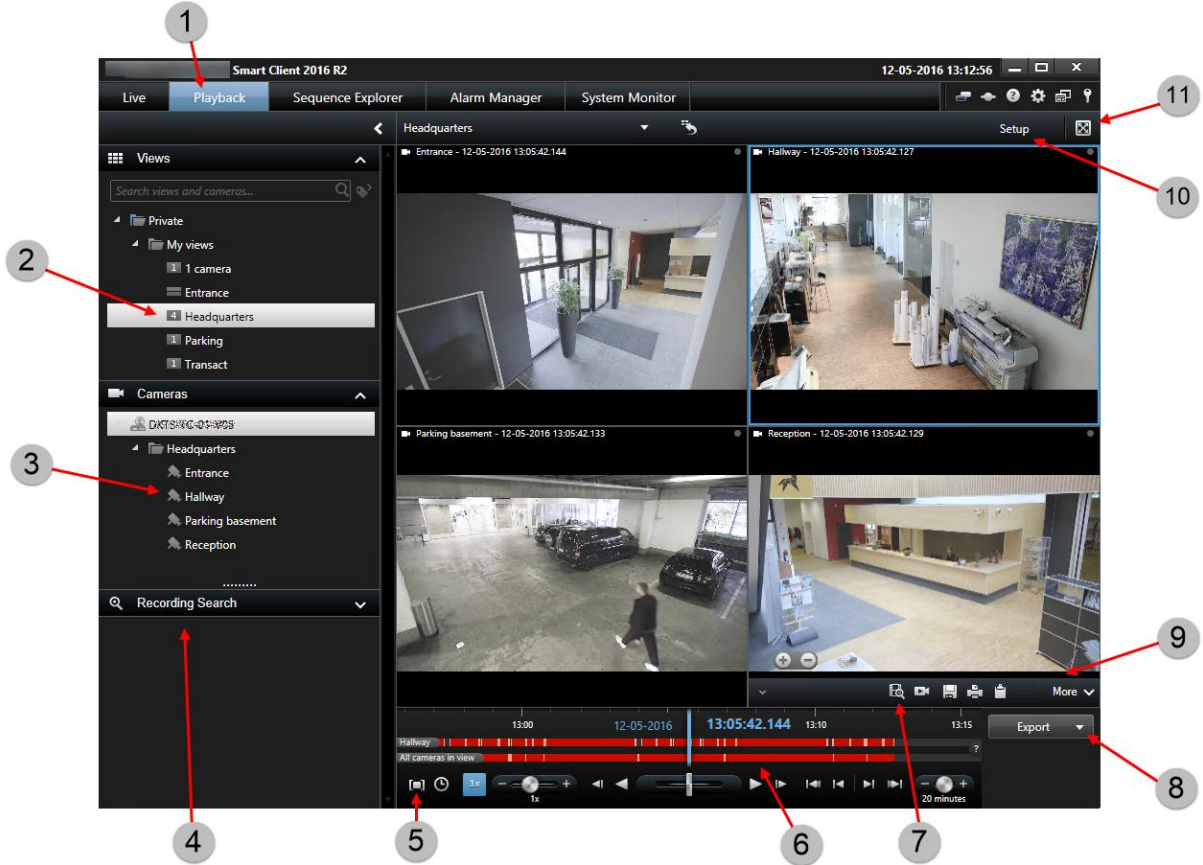 1
Smart Client 2016 R2
12-05-2016 13:12:56
Live Playback Sequence Explorer Alarm Manager System Monitor
11
Headquarters
Setup
10
Views
Search views and cameras...
Private
My views
1 1 camera
Entrance
2
4 Headquarters
1 Parking
1 Transact
Cameras
Headquarters
Entrance
3
Hallway
Parking basement
Reception
Recording Search
4
Entrance - 12-05-2016 13:05:42.144
Hallway - 12-05-2016 13:05:42.127
Parking basement - 12-05-2016 13:05:42.133
Reception - 12-05-2016 13:05:42.129
9
More
13:00 12-05-2016 13:05:42.144 13:10 13:15
Export
Hallway
?
All cameras in view
1x
1x
20 minutes
5
6
7
8